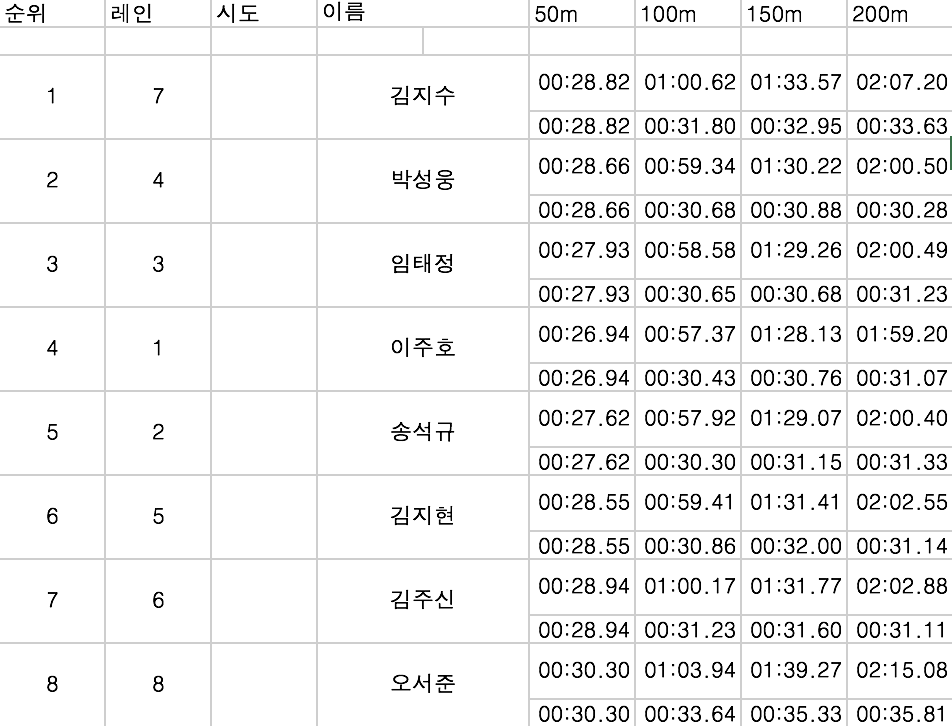 순위 레인 시도 이름 50m 100m 150m 200m
1 7 김지수 00:28.82 01:00.62 01:33.57 02:07.20
00:28.82 00:31.80 00:32.95 00:33.63
2 4 박성웅 00:28.66 00:59.34 01:30.22 02:00.50
00:28.66 00:30.68 00:30.88 00:30.28
3 3 임태정 00:27.93 00:58.58 01:29.26 02:00.49
00:27.93 00:30.65 00:30.68 00:31.23
4 1 이주호 00:26.94 00:57.37 01:28.13 01:59.20
00:26.94 00:30.43 00:30.76 00:31.07
5 2 송석규 00:27.62 00:57.92 01:29.07 02:00.40
00:27.62 00:30.30 00:31.15 00:31.33
6 5 김지현 00:28.55 00:59.41 01:31.41 02:02.55
00:28.55 00:30.86 00:32.00 00:31.14
7 6 김주신 00:28.94 01:00.17 01:31.77 02:02.88
00:28.94 00:31.23 00:31.60 00:31.11
8 8 오서준 00:30.30 01:03.94 01:39.27 02:15.08
00:30.30 00:33.64 00:35.33 00:35.81